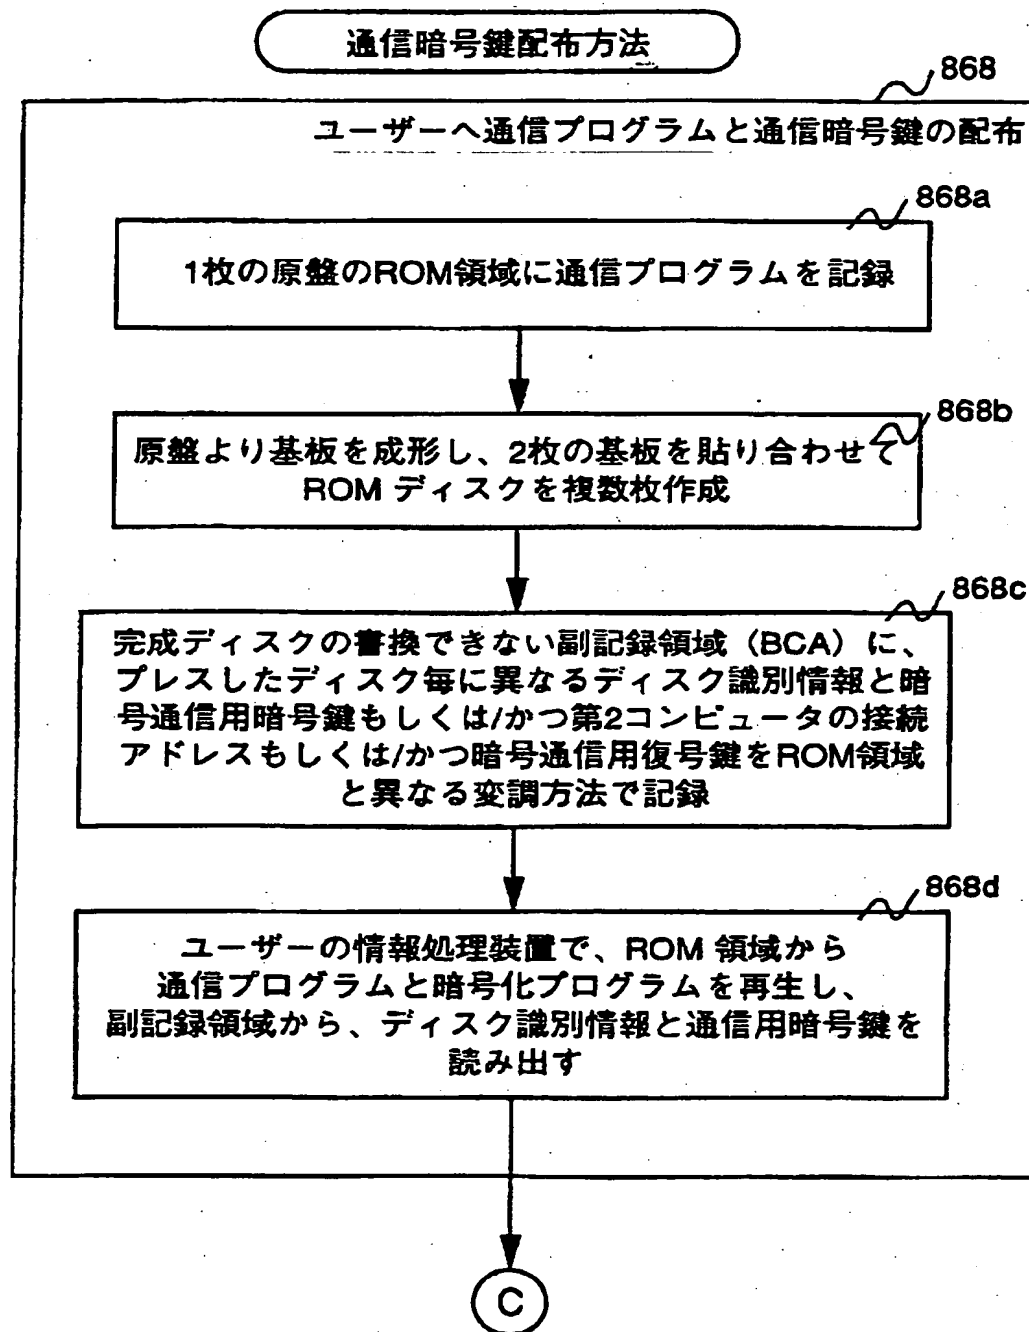 通信暗号鍵配布方法
868
ユーザーへ通信プログラムと通信暗号鍵の配布
868a
1枚の原盤のROM領域に通信プログラムを記録
868b
原盤より基板を成形し、2枚の基板を貼り合わせて
ROM ディスクを複数枚作成
868c
完成ディスクの書換できない副記録領域（BCA）に、
プレスしたディスク毎に異なるディスク識別情報と暗
号通信用暗号鍵もしくは/かつ第2コンピュータの接続
アドレスもしくは/かつ暗号通信用復号鍵をROM領域
と異なる変調方法で記録
868d
ユーザーの情報処理装置で、ROM 領域から
通信プログラムと暗号化プログラムを再生し、
副記録領域から、ディスク識別情報と通信用暗号鍵を
読み出す
C